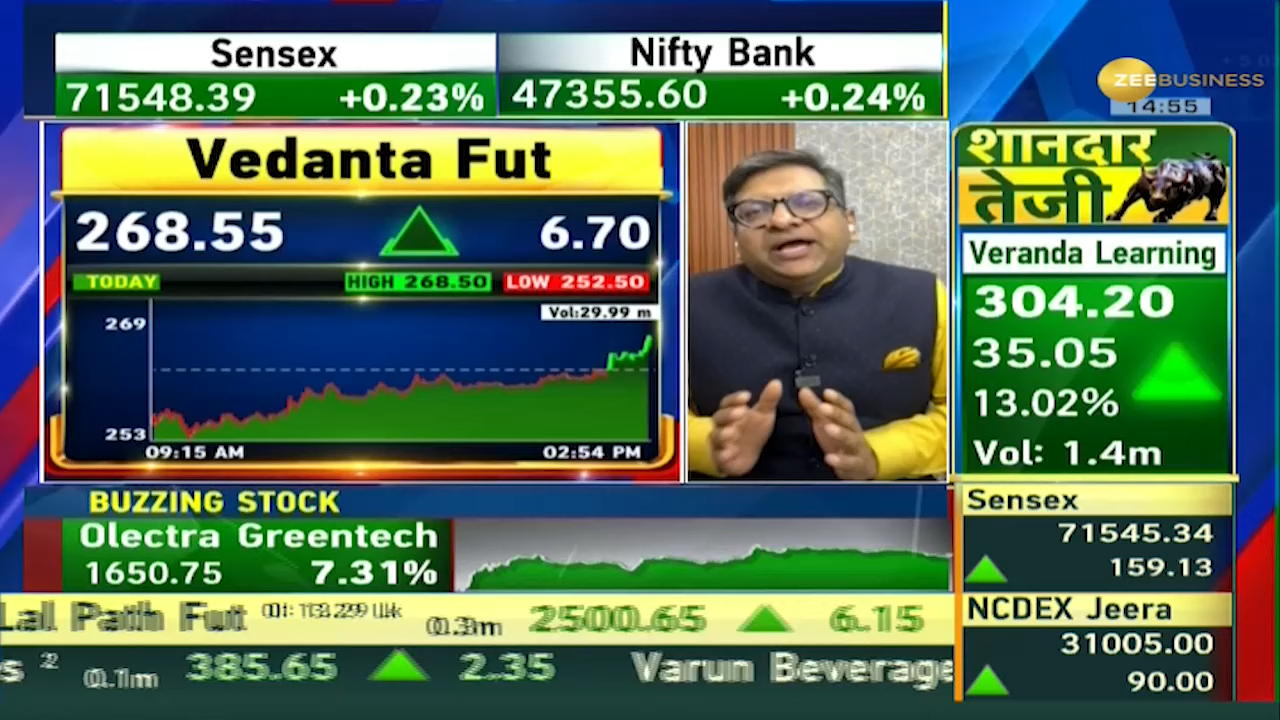 Sensex
71548.39 +0.23%
Nifty Bank
47355.60 +0.24%
ZEEBUSINESS
14:55
Vedanta Fut
268.55 6.70
TODAY HIGH 268.50 LOW 252.50
Vol:29.99 m
269
253
09:15 AM 02:54 PM
शानदार
तेजी
Veranda Learning
304.20
35.05
13.02%
Vol: 1.4m
BUZZING STOCK
Olectra Greentech
1650.75 7.31%
Sensex
71545.34
159.13
NCDEX Jeera
31005.00
90.00
Lal Path Fut 0.3m 2500.65 6.15
0.1m 385.65 2.35 Varun Beverage